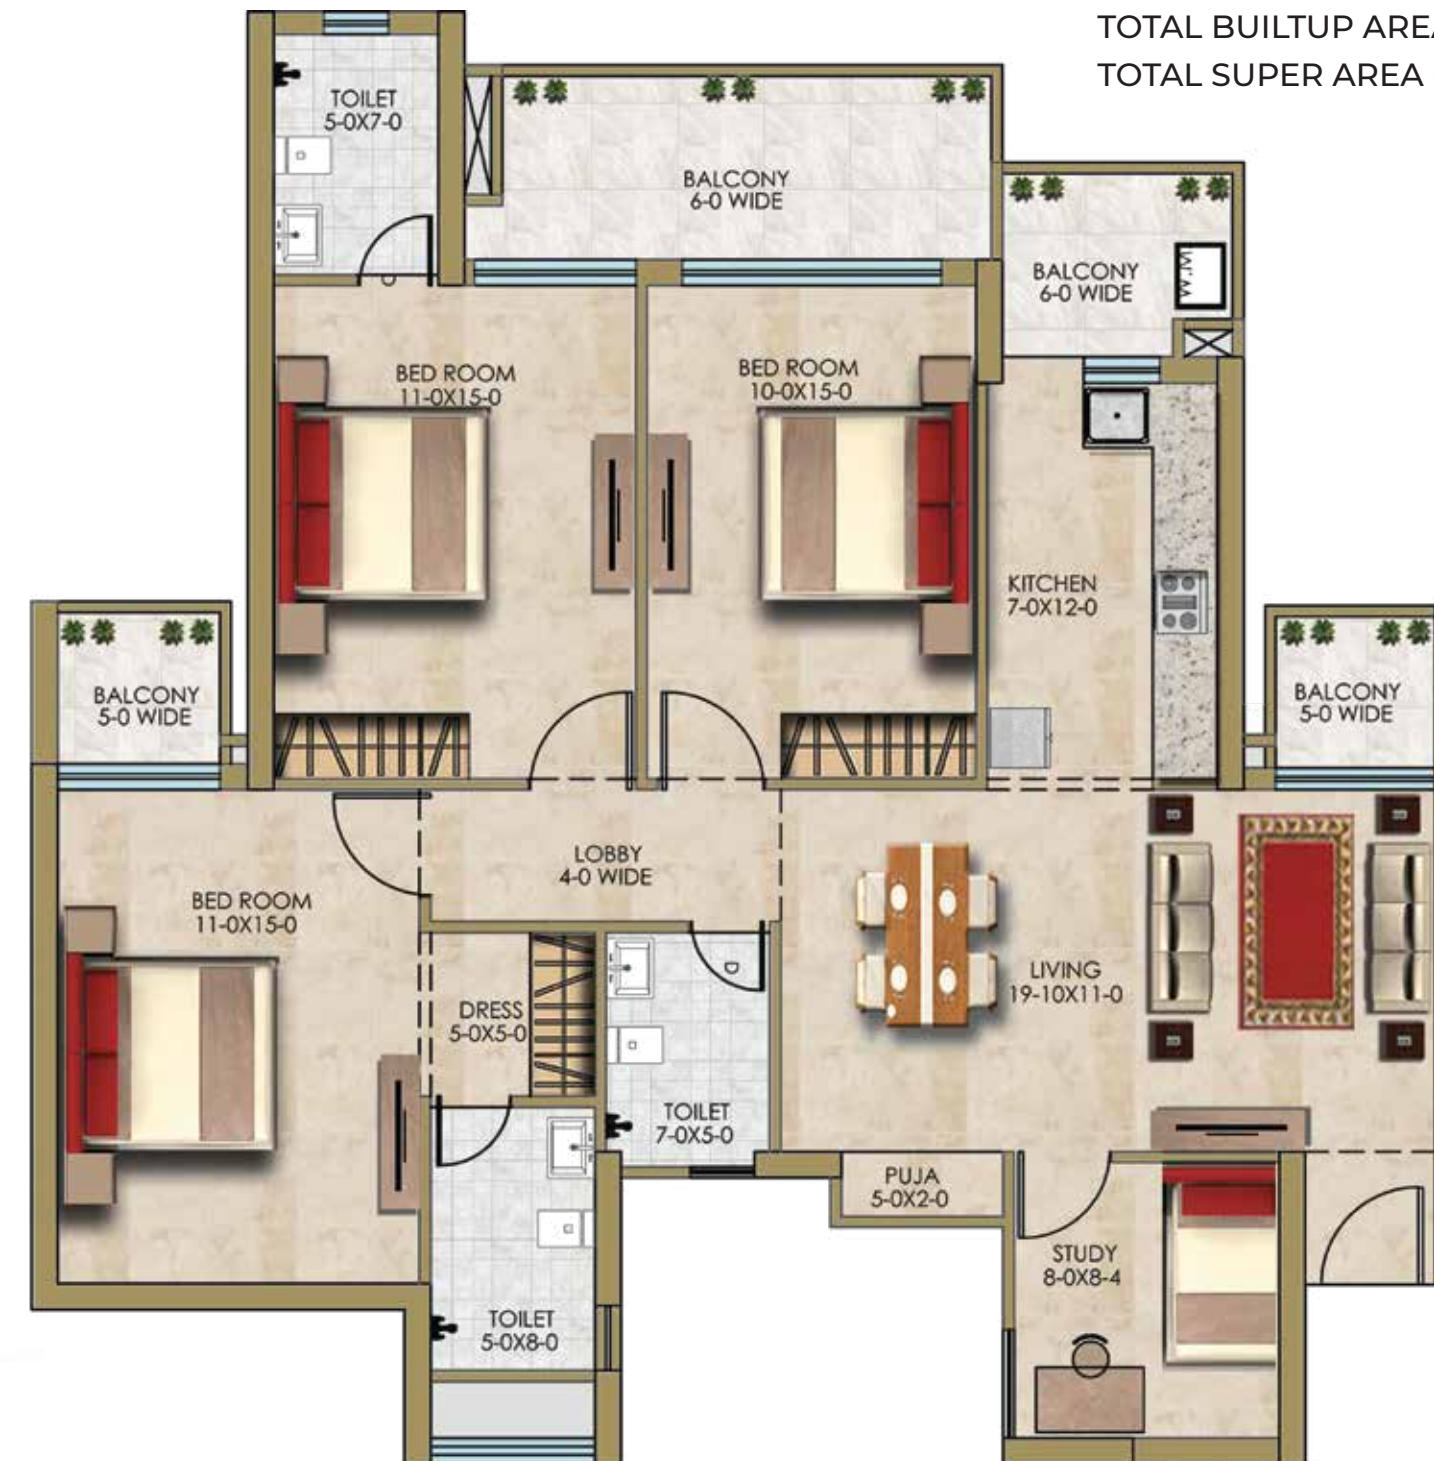 TOTAL BUILTUP AREA
TOTAL SUPER AREA
TOILET
5-0X7-0
BALCONY
6-0 WIDE
BALCONY
6-0 WIDE
BED ROOM
11-0X15-0
BED ROOM
10-0X15-0
KITCHEN
7-0X12-0
BALCONY
5-0 WIDE
BALCONY
5-0 WIDE
LOBBY
4-0 WIDE
BED ROOM
11-0X15-0
D
LIVING
19-10X11-0
DRESS
5-0X5-0
TOILET
7-0X5-0
PUJA
5-0X2-0
STUDY
8-0X8-4
TOILET
5-0X8-0